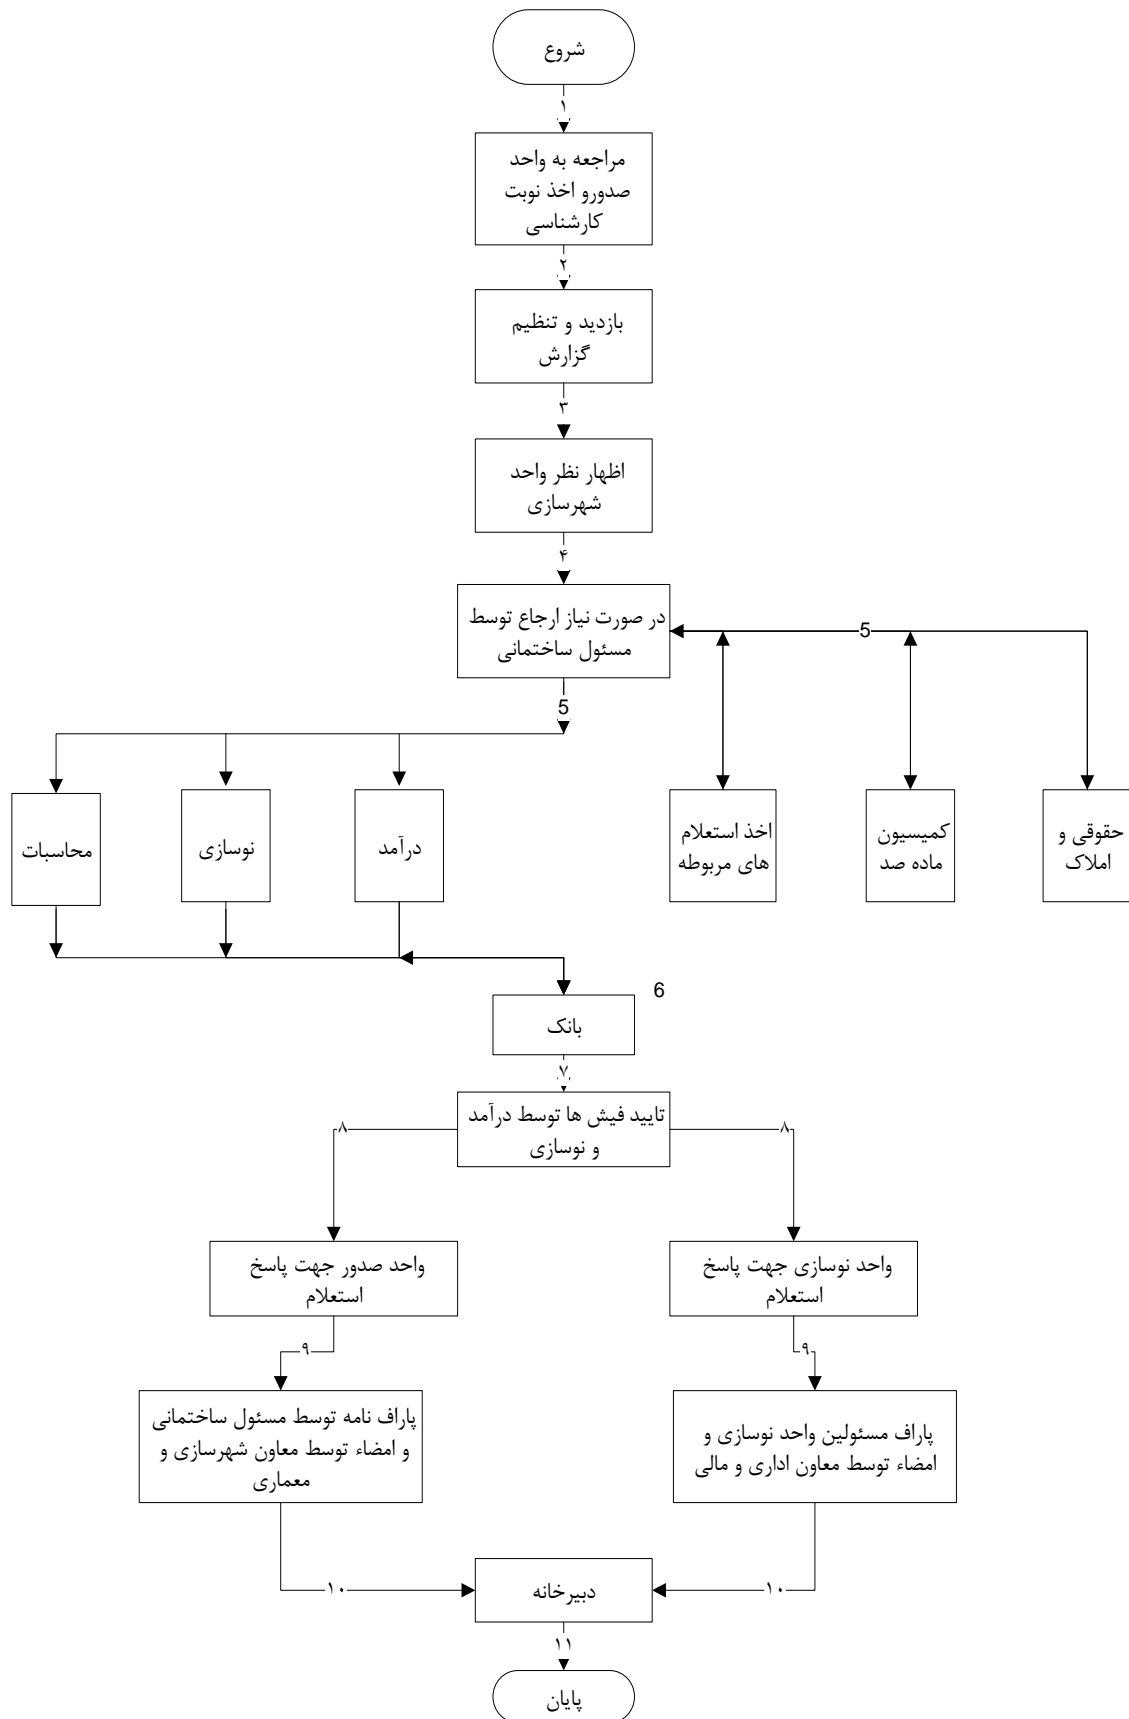 شروع
۱
مراجعه به واحد
صدورو اخذ نوبت
کارشناسی
۲
بازدید و تنظیم
گزارش
۳
اظهار نظر واحد
شهرسازی
۴
در صورت نیاز ارجاع توسط
مسئول ساختمانی
5
5
حقوقی و
املاک
کمیسیون
ماده صد
اخذ استعلام
های مربوطه
درآمد
نوسازی
محاسبات
6
بانک
۷
تایید فیش ها توسط درآمد
و نوسازی
۸
۸
واحد نوسازی جهت پاسخ
استعلام
واحد صدور جهت پاسخ
استعلام
۹
۹
پاراف مسئولین واحد نوسازی و
امضاء توسط معاون اداری و مالی
پاراف نامه توسط مسئول ساختمانی
و امضاء توسط معاون شهرسازی و
معماری
۱۰
۱۰
دبیرخانه
۱۱
پایان